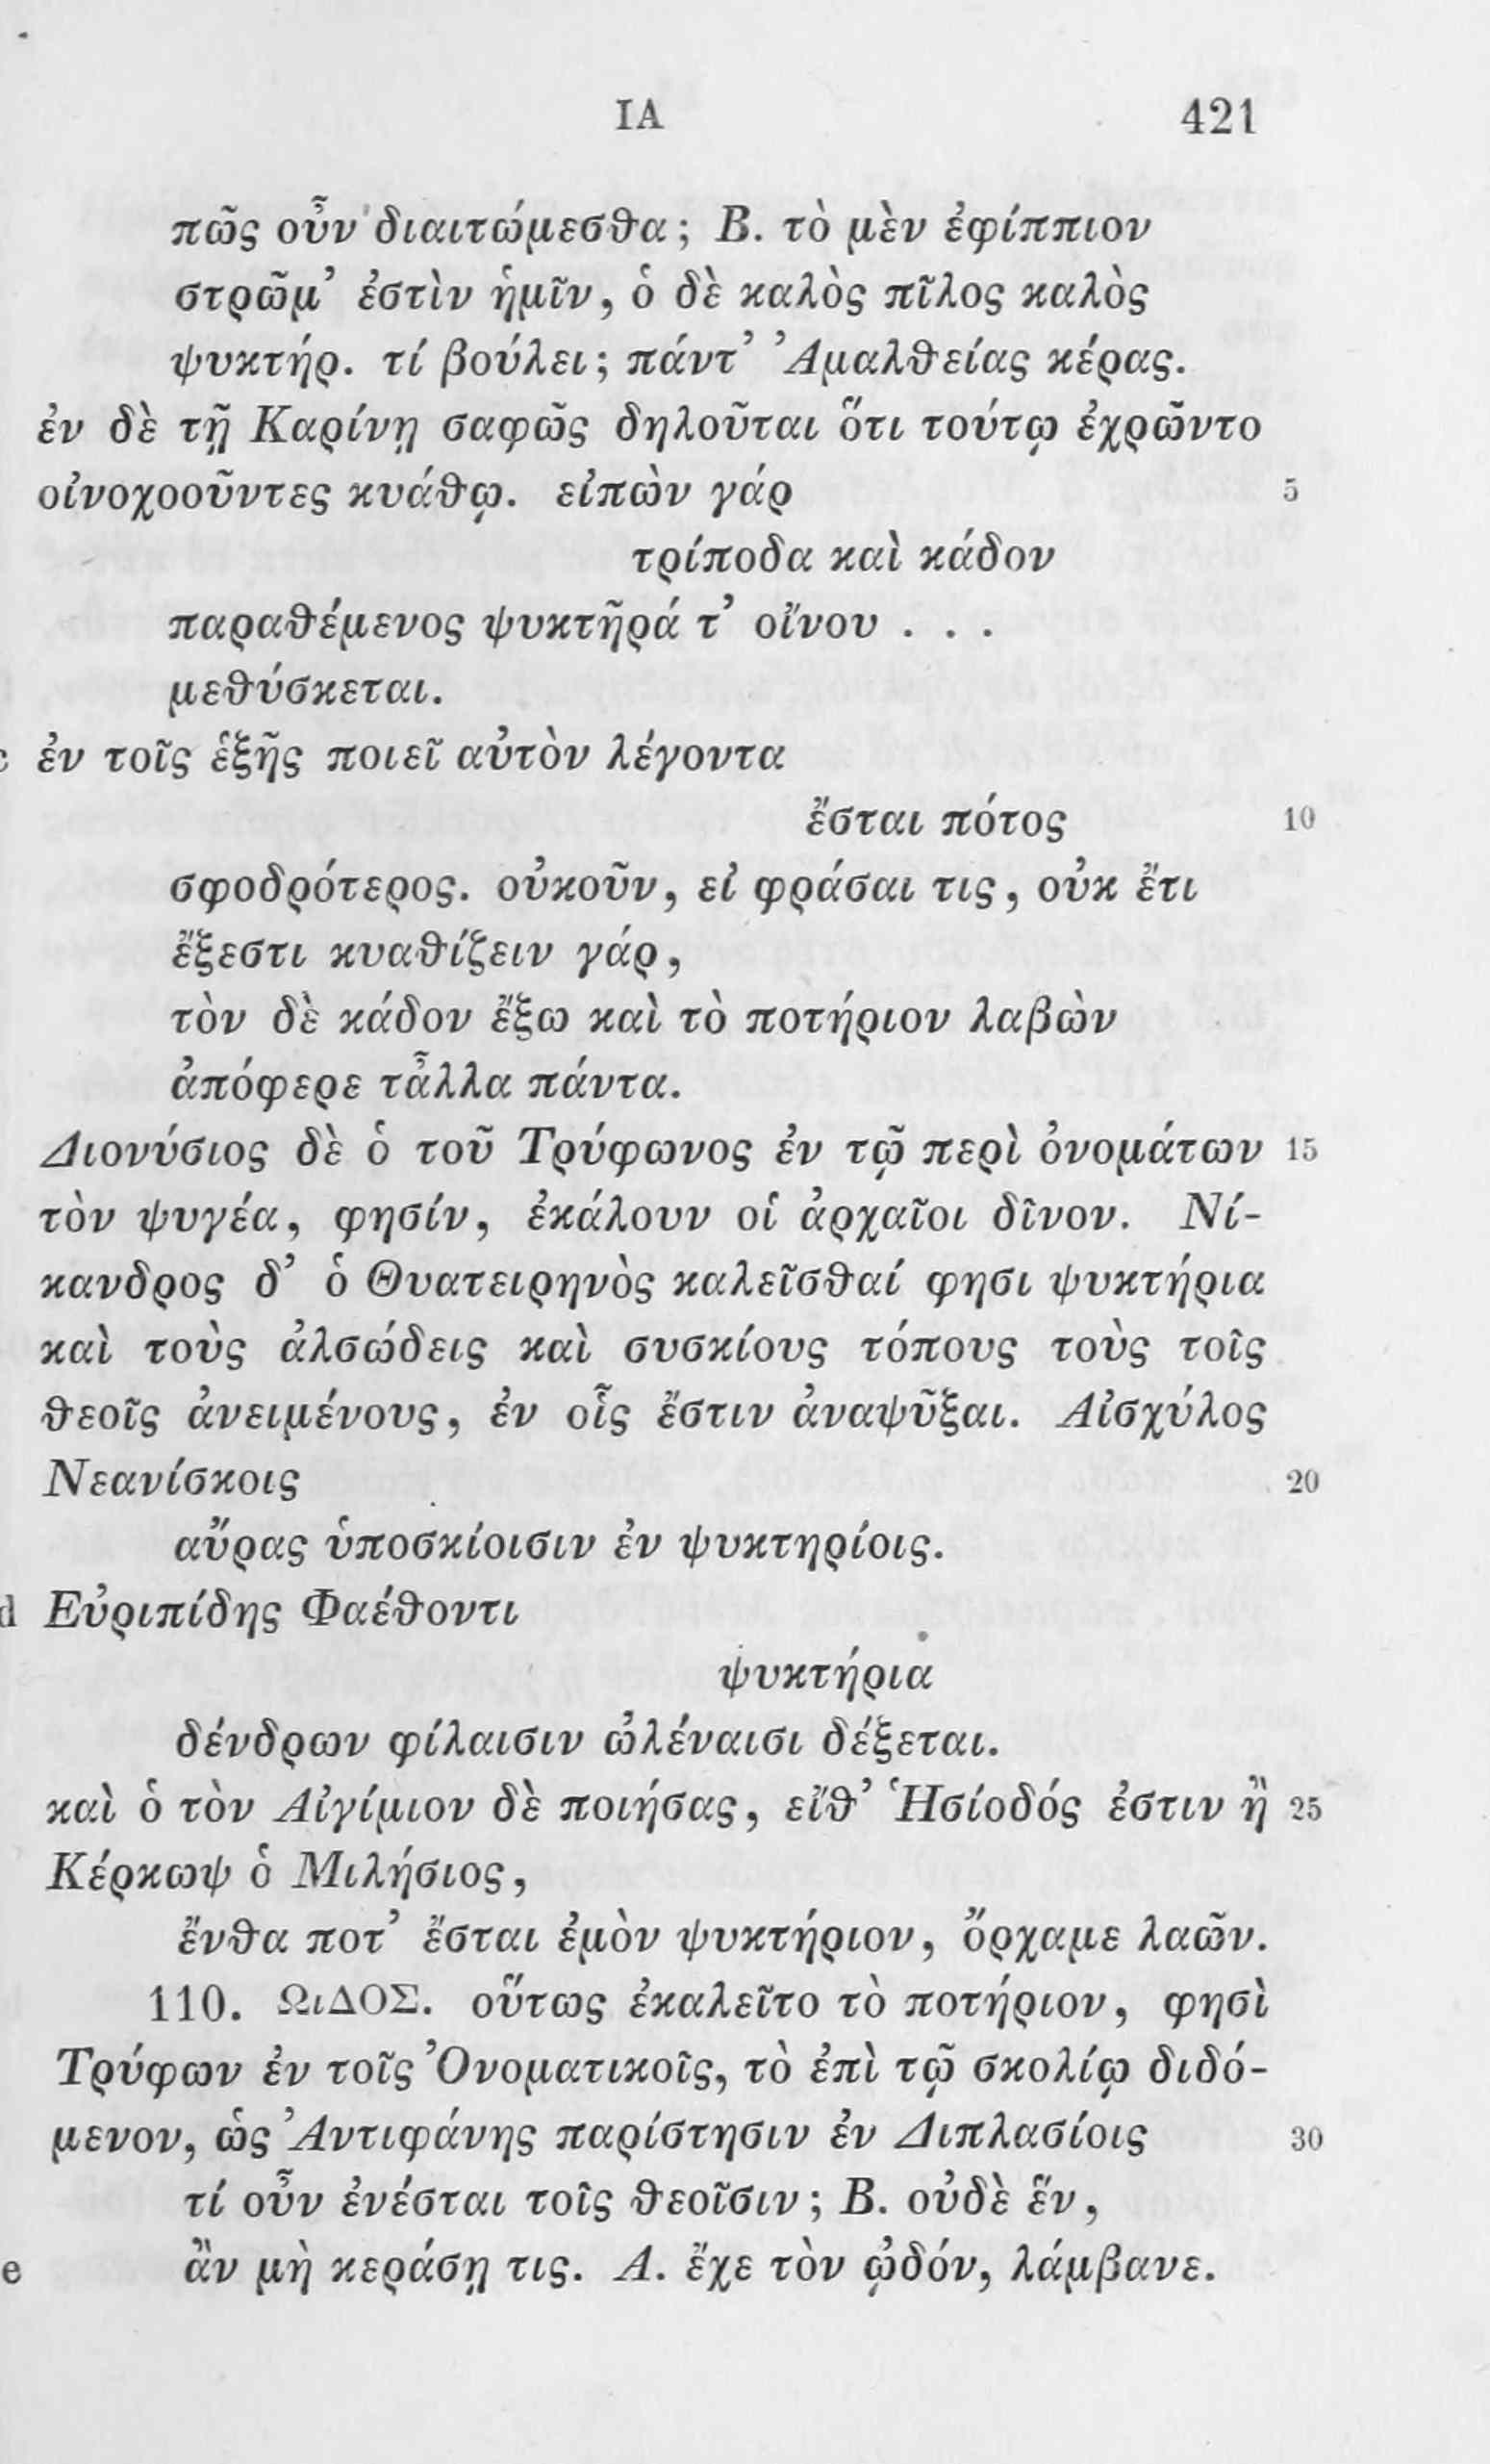 ΙΑ 421
πῶς οὖν διαιτώμεσθα; Β. τὸ μὲν ἐφίππιον
στρῶμ’ ἐστὶν ἡμῖν, ὁ δὲ καλὸς πῖλος καλὸς
ψυκτήρ. τί βούλει; πάντ’ Ἀμαλθείας κέρας.
ἐν δὲ τῇ Καρίνῃ σαφῶς δηλοῦται ὅτι τούτῳ ἐχρῶντο
οἰνοχοοῦντες κυάθῳ. εἰπὼν γάρ 5
τρίποδα καὶ κάδον
παραθέμενος ψυκτῆρά τ’ οἴνου . . .
μεθύσκεται.
c ἐν τοῖς ἑξῆς ποιεῖ αὐτὸν λέγοντα
ἔσται πότος 10
σφοδρότερος. οὐκοῦν, εἰ φράσαι τις, οὐκ ἔτι
ἔξεστι κυαθίζειν γάρ,
τὸν δὲ κάδον ἔξω καὶ τὸ ποτήριον λαβὼν
ἀπόφερε τἆλλα πάντα.
Διονύσιος δὲ ὁ τοῦ Τρύφωνος ἐν τῷ περὶ ὀνομάτων 15
τὸν ψυγέα, φησίν, ἐκάλουν οἱ ἀρχαῖοι δῖνον. Νί-
κανδρος δ’ ὁ Θυατειρηνὸς καλεῖσθαί φησι ψυκτήρια
καὶ τοὺς ἀλσώδεις καὶ συσκίους τόπους τοὺς τοῖς
θεοῖς ἀνειμένους, ἐν οἷς ἔστιν ἀναψῦξαι. Αἰσχύλος
Νεανίσκοις 20
αὔρας ὑποσκίοισιν ἐν ψυκτηρίοις.
d Εὐριπίδης Φαέθοντι
ψυκτήρια
δένδρων φίλαισιν ὠλέναισι δέξεται.
καὶ ὁ τὸν Αἰγίμιον δὲ ποιήσας, εἴθ’ Ἡσίοδός ἐστιν ἢ 25
Κέρκωψ ὁ Μιλήσιος,
ἔνθα ποτ’ ἔσται ἐμὸν ψυκτήριον, ὄρχαμε λαῶν.
110. ΩιΔΟΣ. οὕτως ἐκαλεῖτο τὸ ποτήριον, φησὶ
Τρύφων ἐν τοῖς Ὀνοματικοῖς, τὸ ἐπὶ τῷ σκολίῳ διδό-
μενον, ὡς Ἀντιφάνης παρίστησιν ἐν Διπλασίοις 30
τί οὖν ἐνέσται τοῖς θεοῖσιν; Β. οὐδὲ ἕν,
e ἂν μὴ κεράσῃ τις. Α. ἔχε τὸν ᾠδόν, λάμβανε.